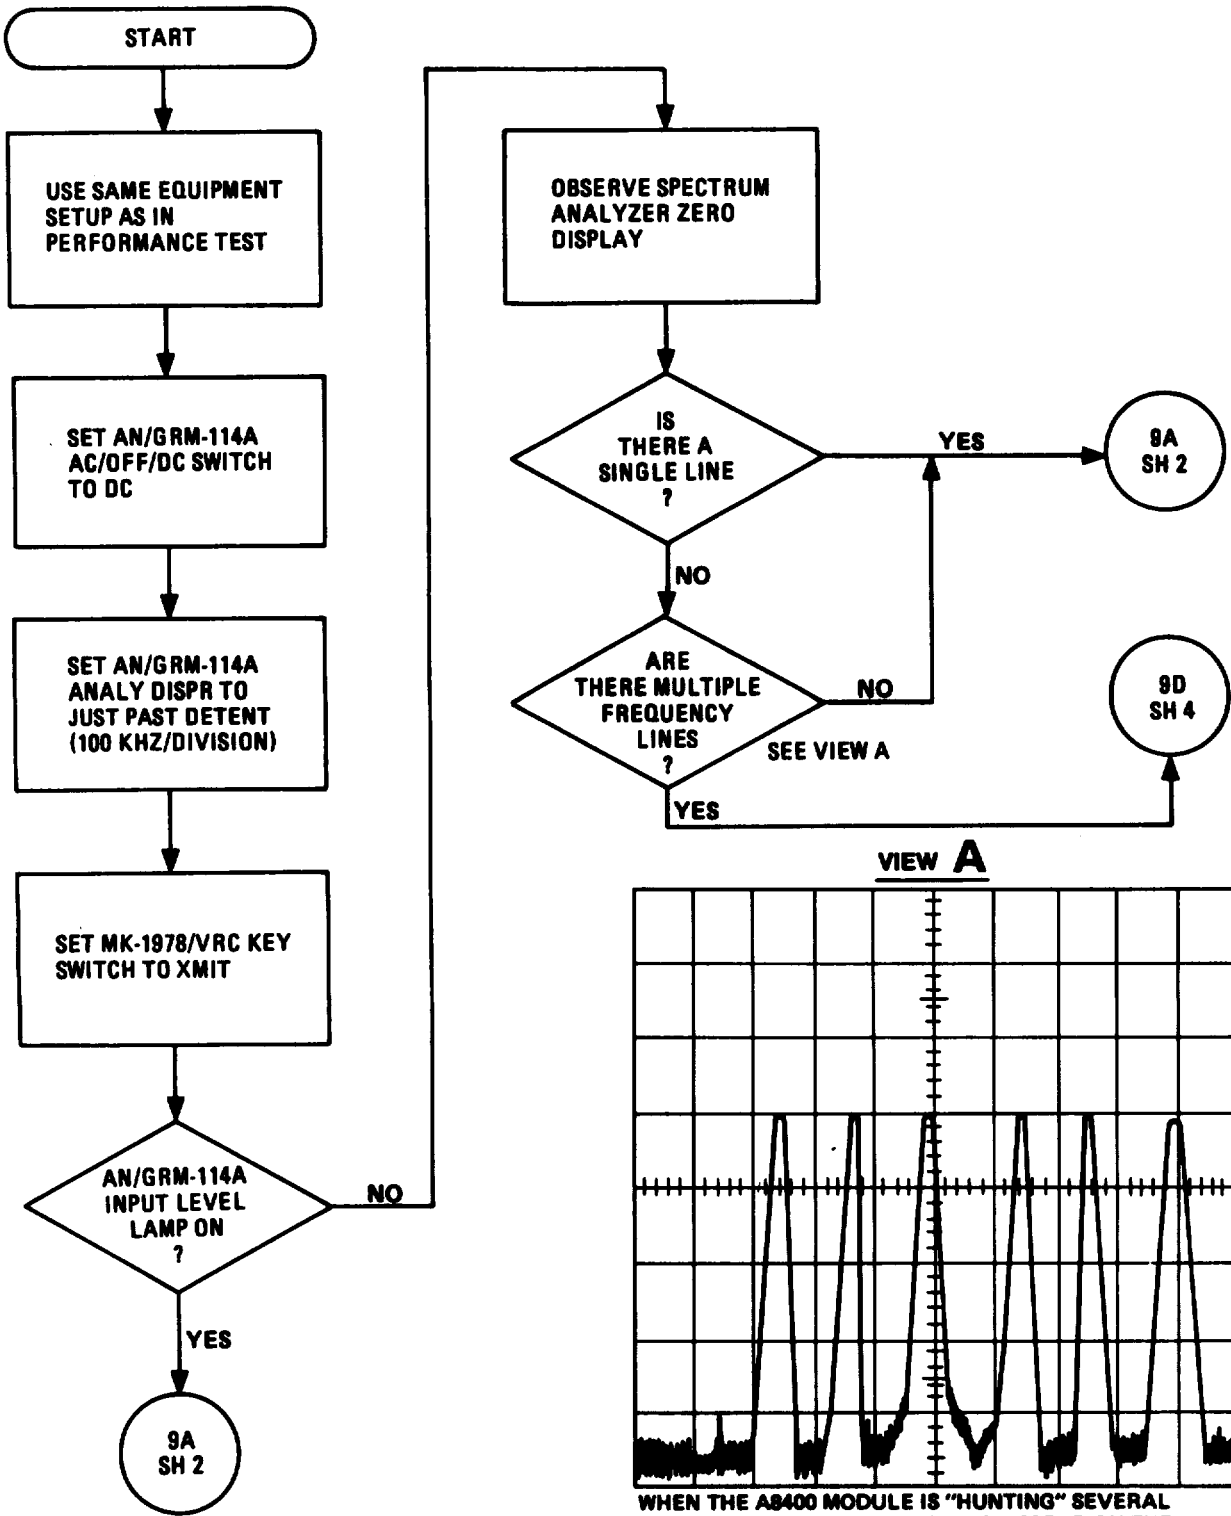 START
USE SAME EQUIPMENT
SETUP AS IN
PERFORMANCE TEST
SET AN/GRM-114A
AC/OFF/DC SWITCH
TO DC
SET AN/GRM-114A
ANALY DISPR TO
JUST PAST DETENT
(100 KHZ/DIVISION)
SET MK-1978/VRC KEY
SWITCH TO XMIT
AN/GRM-114A
INPUT LEVEL
LAMP ON
?
NO
YES
9A
SH 2
OBSERVE SPECTRUM
ANALYZER ZERO
DISPLAY
IS
THERE A
SINGLE LINE
?
YES
9A
SH 2
NO
ARE
THERE MULTIPLE
FREQUENCY
LINES
?
NO
SEE VIEW A
YES
9D
SH 4
VIEW A
WHEN THE A8400 MODULE IS "HUNTING" SEVERAL